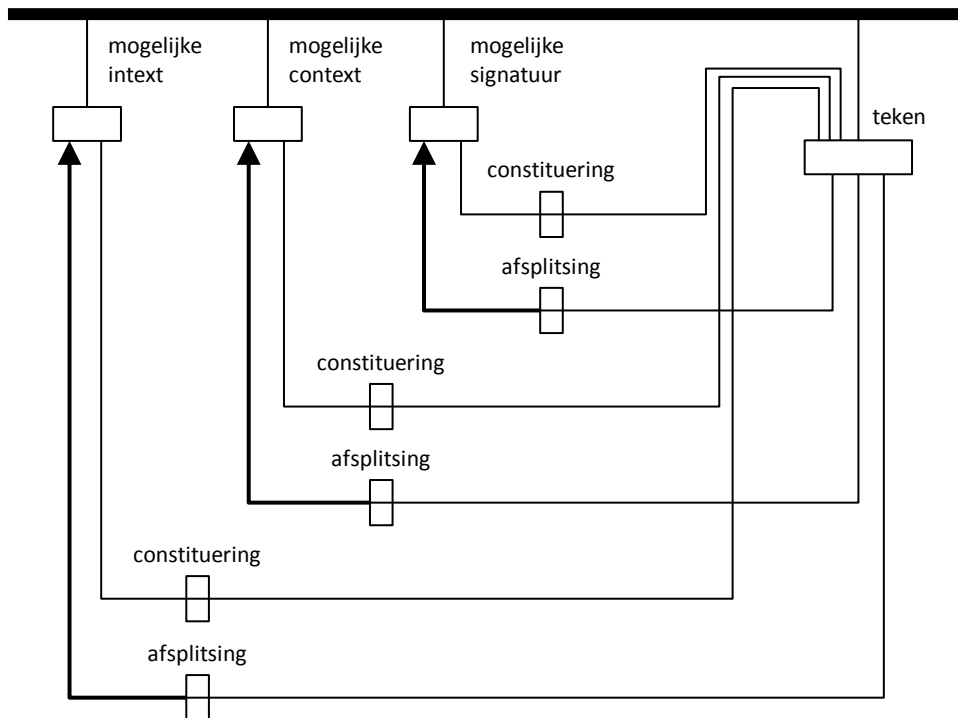 mogelijke
intext
mogelijke
context
mogelijke
signatuur
teken
constituering
afsplitsing
constituering
afsplitsing
constituering
afsplitsing